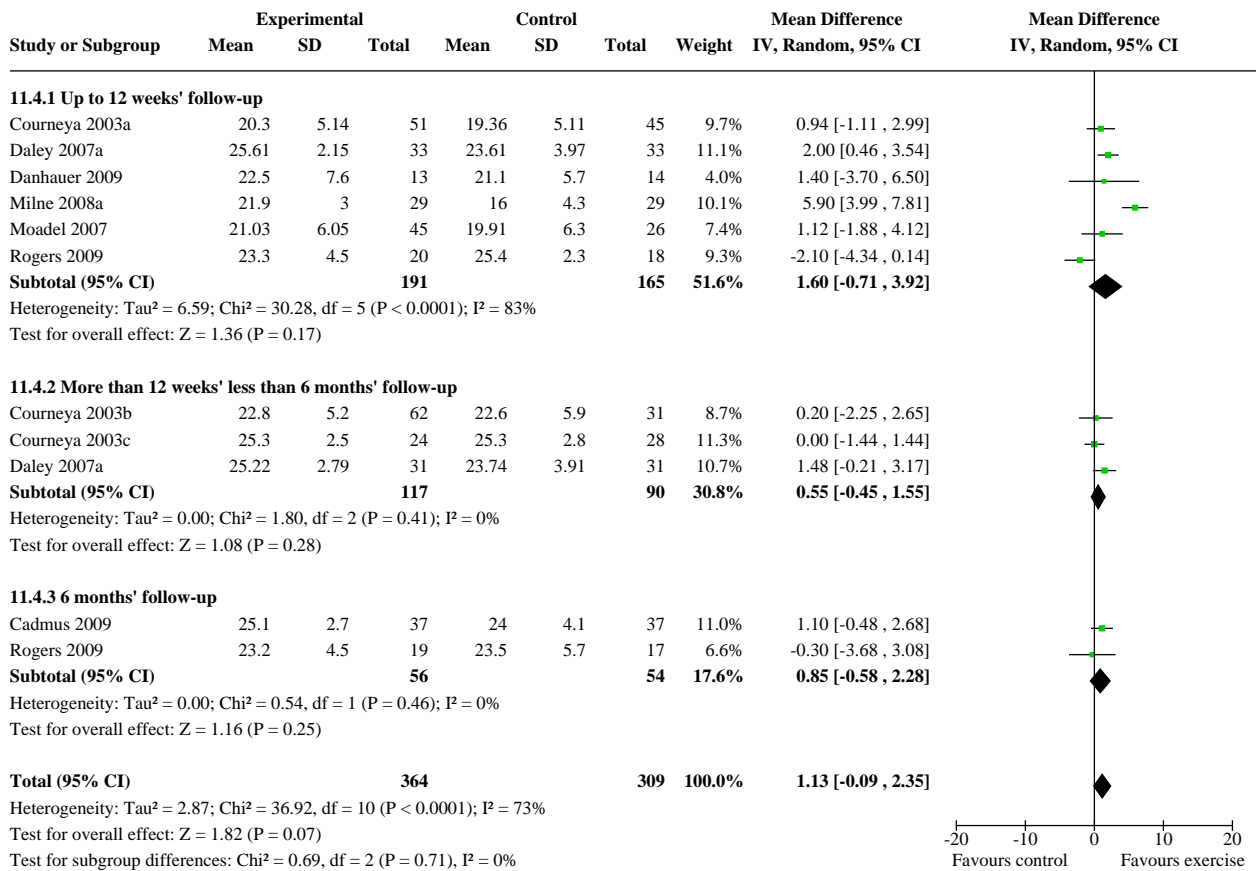 Experimental Control Mean Difference Mean Difference
Study or Subgroup Mean SD Total Mean SD Total Weight IV, Random, 95% CI IV, Random, 95% CI
11.4.1 Up to 12 weeks' follow-up
Courneya 2003a 20.3 5.14 51 19.36 5.11 45 9.7% 0.94 [-1.11 , 2.99]
Daley 2007a 25.61 2.15 33 23.61 3.97 33 11.1% 2.00 [0.46 , 3.54]
Danhauer 2009 22.5 7.6 13 21.1 5.7 14 4.0% 1.40 [-3.70 , 6.50]
Milne 2008a 21.9 3 29 16 4.3 29 10.1% 5.90 [3.99 , 7.81]
Moadel 2007 21.03 6.05 45 19.91 6.3 26 7.4% 1.12 [-1.88 , 4.12]
Rogers 2009 23.3 4.5 20 25.4 2.3 18 9.3% -2.10 [-4.34 , 0.14]
Subtotal (95% CI) 191 165 51.6% 1.60 [-0.71 , 3.92]
Heterogeneity: Tau² = 6.59; Chi² = 30.28, df = 5 (P < 0.0001); I² = 83%
Test for overall effect: Z = 1.36 (P = 0.17)
11.4.2 More than 12 weeks' less than 6 months' follow-up
Courneya 2003b 22.8 5.2 62 22.6 5.9 31 8.7% 0.20 [-2.25 , 2.65]
Courneya 2003c 25.3 2.5 24 25.3 2.8 28 11.3% 0.00 [-1.44 , 1.44]
Daley 2007a 25.22 2.79 31 23.74 3.91 31 10.7% 1.48 [-0.21 , 3.17]
Subtotal (95% CI) 117 90 30.8% 0.55 [-0.45 , 1.55]
Heterogeneity: Tau² = 0.00; Chi² = 1.80, df = 2 (P = 0.41); I² = 0%
Test for overall effect: Z = 1.08 (P = 0.28)
11.4.3 6 months' follow-up
Cadmus 2009 25.1 2.7 37 24 4.1 37 11.0% 1.10 [-0.48 , 2.68]
Rogers 2009 23.2 4.5 19 23.5 5.7 17 6.6% -0.30 [-3.68 , 3.08]
Subtotal (95% CI) 56 54 17.6% 0.85 [-0.58 , 2.28]
Heterogeneity: Tau² = 0.00; Chi² = 0.54, df = 1 (P = 0.46); I² = 0%
Test for overall effect: Z = 1.16 (P = 0.25)
Total (95% CI) 364 309 100.0% 1.13 [-0.09 , 2.35]
Heterogeneity: Tau² = 2.87; Chi² = 36.92, df = 10 (P < 0.0001); I² = 73%
Test for overall effect: Z = 1.82 (P = 0.07)
Test for subgroup differences: Chi² = 0.69, df = 2 (P = 0.71), I² = 0%
-20 -10 0 10 20
Favours control Favours exercise